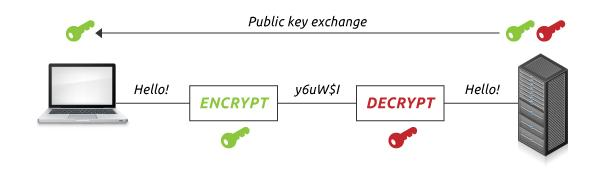 Public key exchange
Hello!
ENCRYPT
y6uW$I
DECRYPT
Hello!